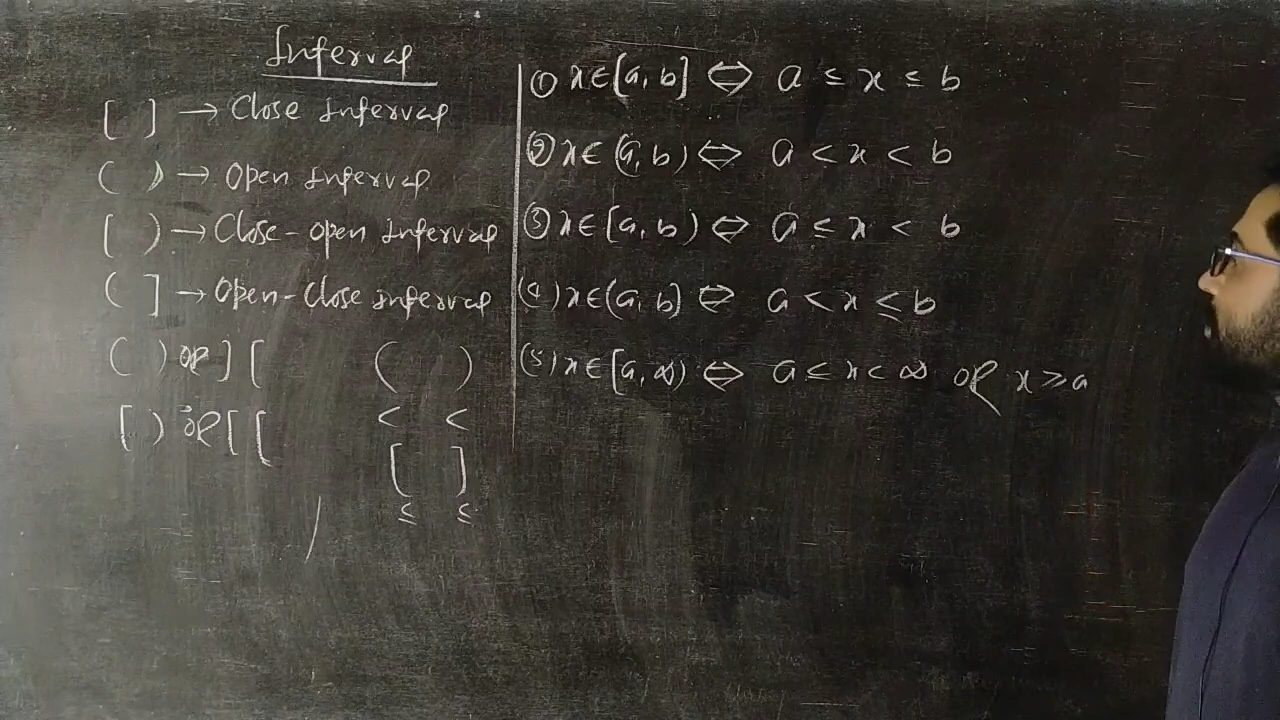 Interval
[ ] → Close interval
( ) → Open interval
[ ) → Close-open interval
( ] → Open-close interval
( ) or ] [
[ ) or [ [
( )
< <
[ ]
≤ ≤
① x∈[a, b] ⇔ a ≤ x ≤ b
② x∈(a, b) ⇔ a < x < b
③ x∈[a, b) ⇔ a ≤ x < b
(4) x∈(a, b] ⇔ a < x ≤ b
(5) x∈[a, ∞) ⇔ a ≤ x < ∞ or x ≥ a